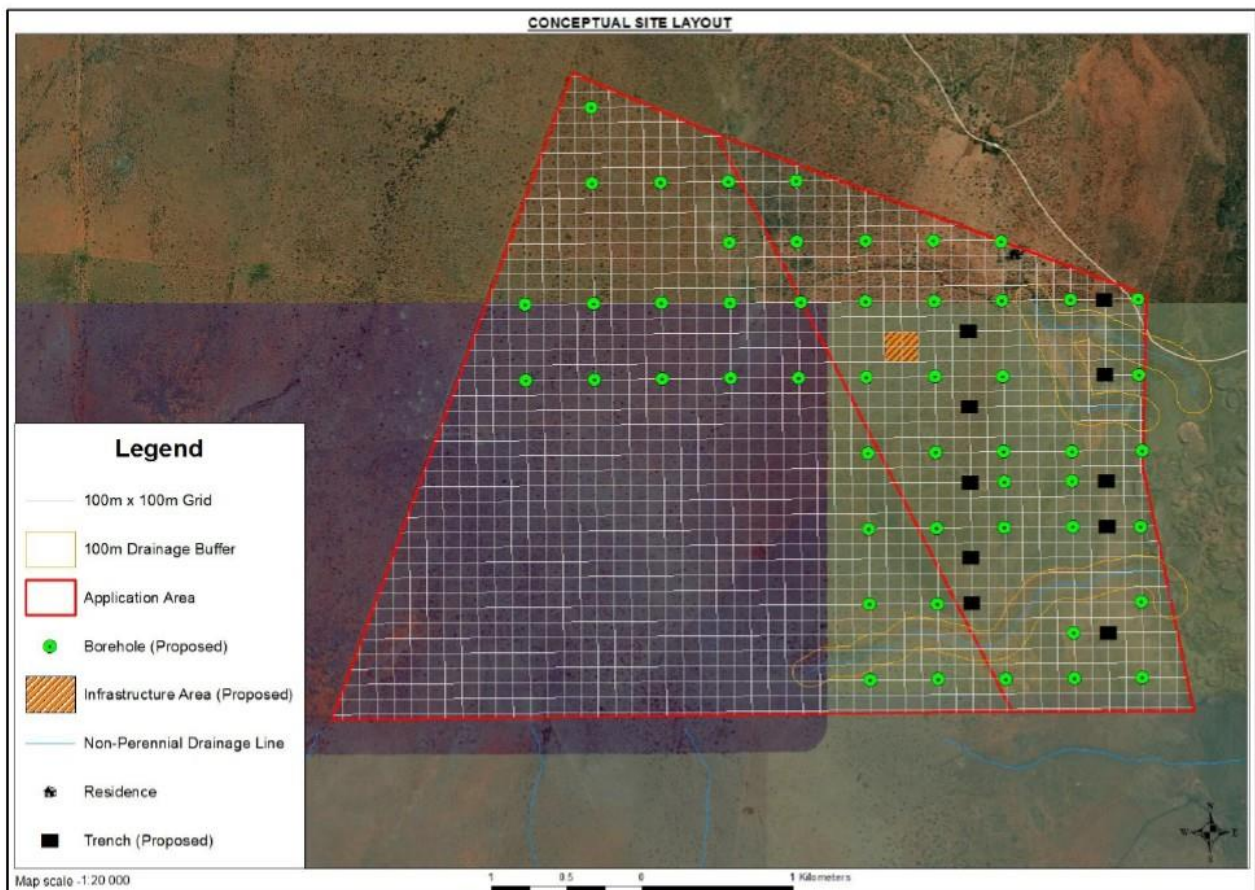 CONCEPTUAL SITE LAYOUT
Legend
100m x 100m Grid
100m Drainage Buffer
Application Area
Borehole (Proposed)
Infrastructure Area (Proposed)
Non-Perennial Drainage Line
Residence
Trench (Proposed)
N
W E
S
Map scale -1:20 000
1 0.5 0 1 Kilometers